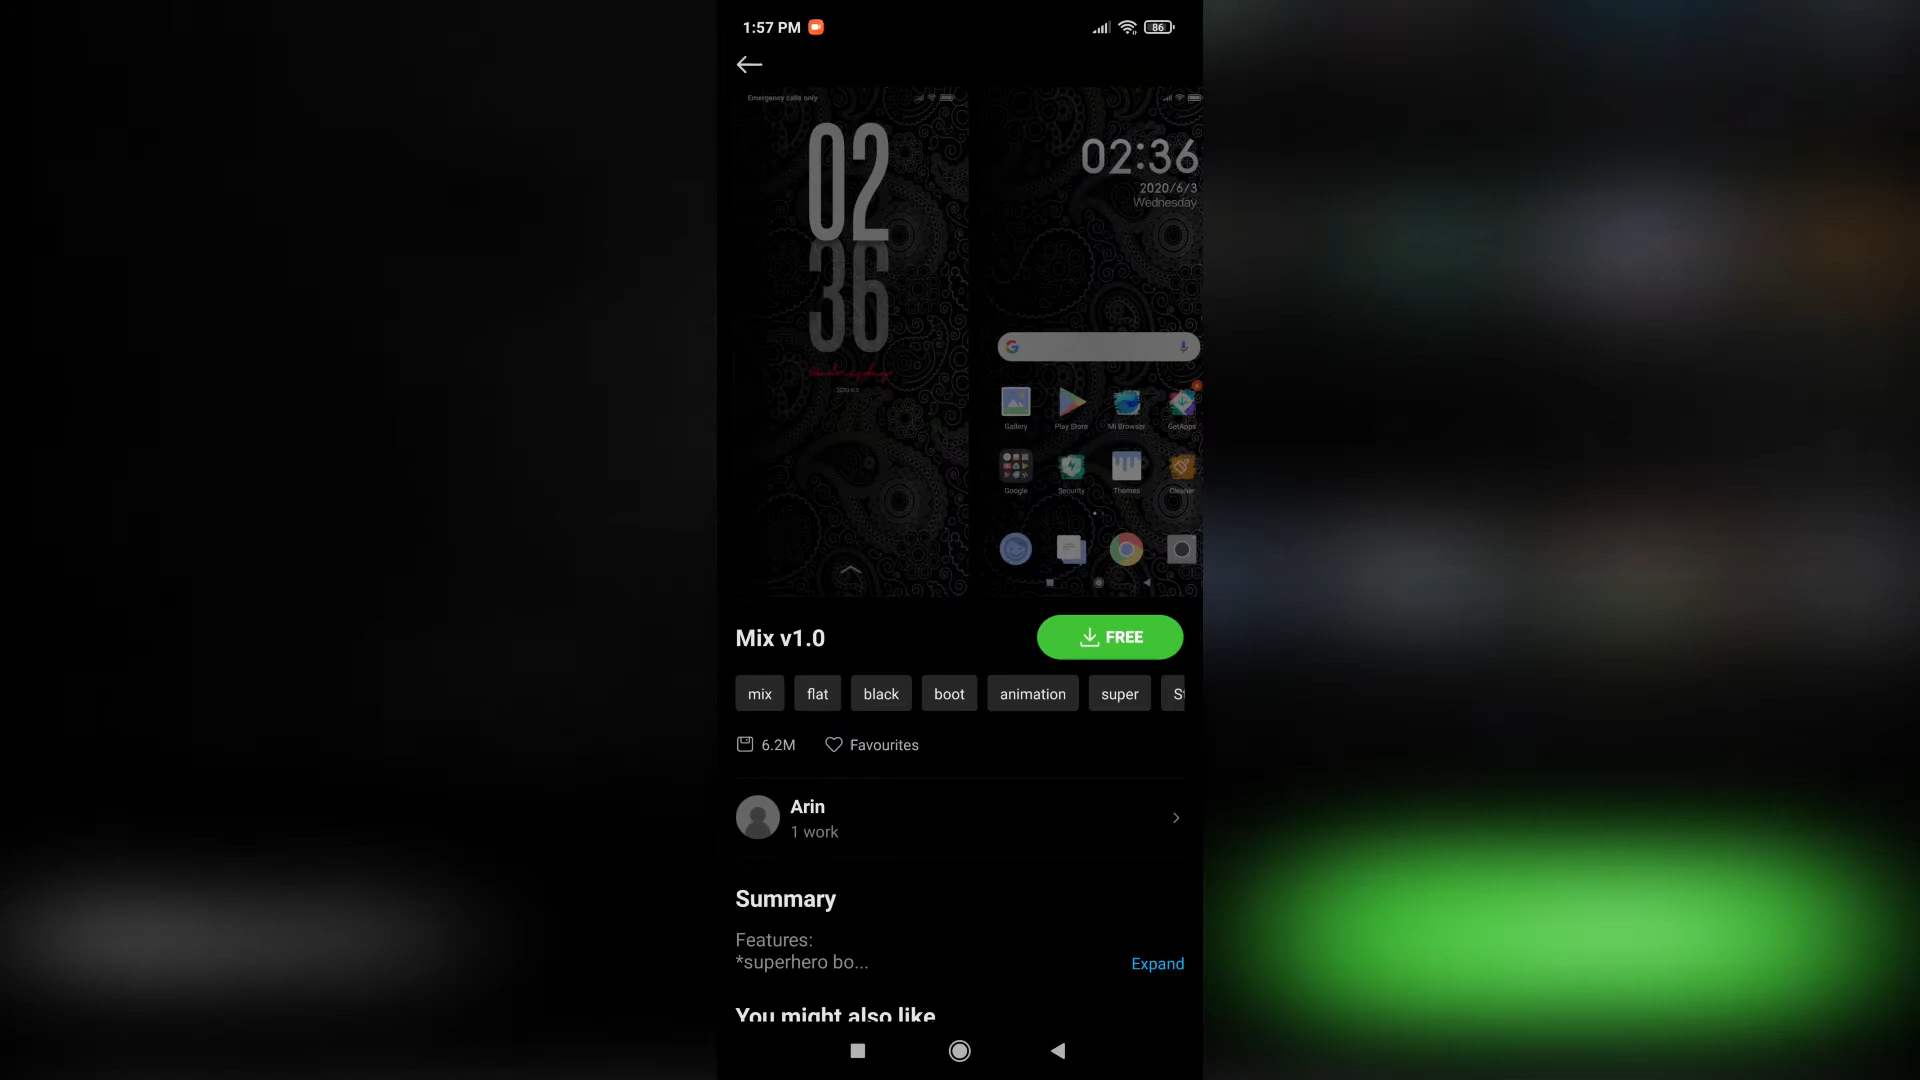 1:57 PM
86
Emergency calls only
02
36
Wednesday
02:36
2020/6/3
Wednesday
Gallery
Play Store
Mi Browser
GetApps
Google
Security
Themes
Cleaner
Mix v1.0
FREE
mix
flat
black
boot
animation
super
6.2M
Favourites
Arin
1 work
Summary
Features:
*superhero bo...
Expand
You might also like